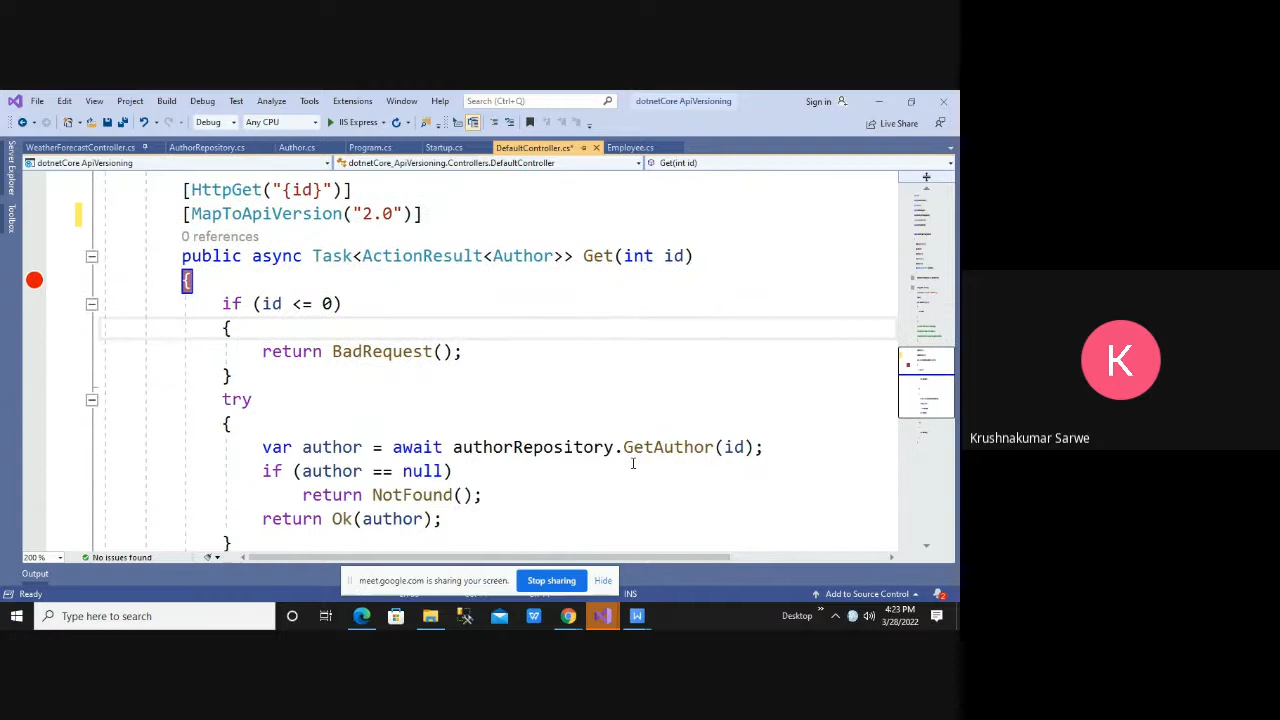 File Edit View Project Build Debug Test Analyze Tools Extensions Window Help Search (Ctrl+Q) dotnetCore ApiVersioning Sign in
Debug Any CPU IIS Express Live Share
WeatherForecastController.cs AuthorRepository.cs Author.cs Program.cs Startup.cs DefaultController.cs* Employee.cs
dotnetCore ApiVersioning dotnetCore_ApiVersioning.Controllers.DefaultController Get(int id)
Server Explorer
Toolbox
[HttpGet("{id}")]
[MapToApiVersion("2.0")]
0 references
public async Task<ActionResult<Author>> Get(int id)
{
if (id <= 0)
{
return BadRequest();
}
try
{
var author = await authorRepository.GetAuthor(id);
if (author == null)
return NotFound();
return Ok(author);
}
200 % No issues found
Output
meet.google.com is sharing your screen. Stop sharing Hide
Ready INS Add to Source Control 2
Type here to search Desktop 4:23 PM
3/28/2022
K
Krushnakumar Sarwe